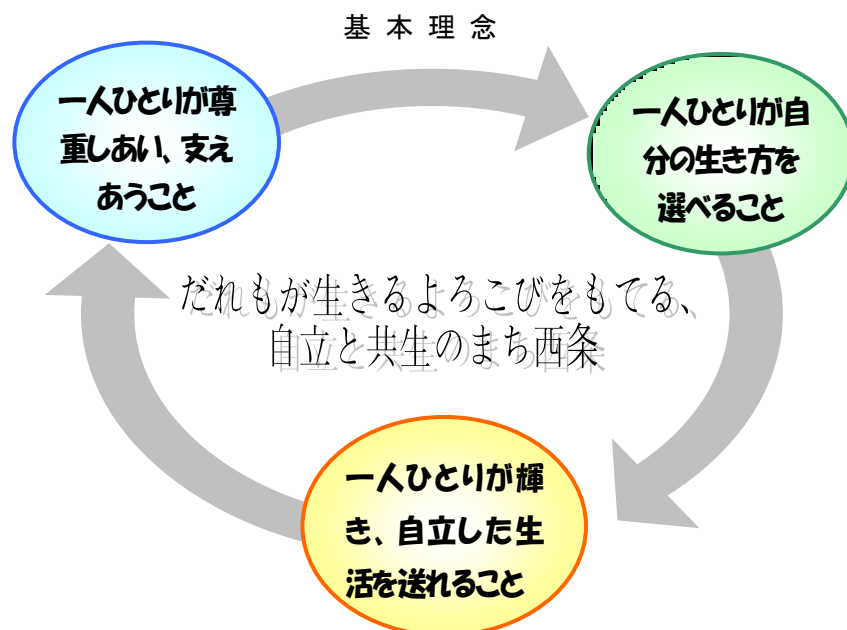 基本理念
一人ひとりが尊
重しあい、支え
あうこと
一人ひとりが自
分の生き方を
選べること
だれもが生きるよろこびをもてる、
自立と共生のまち西条
一人ひとりが輝
き、自立した生
活を送れること